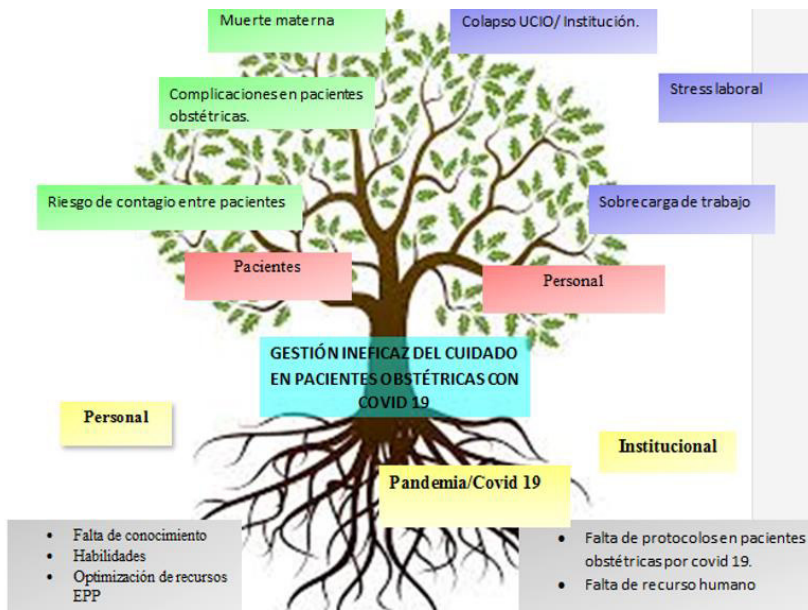 Muerte materna
Colapso UCIO/ Institución.
Complicaciones en pacientes
obstétricas.
Stress laboral
Riesgo de contagio entre pacientes
Sobrecarga de trabajo
Pacientes
Personal
GESTIÓN INEFICAZ DEL CUIDADO
EN PACIENTES OBSTÉTRICAS CON
COVID 19
Personal
Institucional
Pandemia/Covid 19
• Falta de conocimiento
• Habilidades
• Optimización de recursos
EPP
• Falta de protocolos en pacientes
obstétricas por covid 19.
• Falta de recurso humano